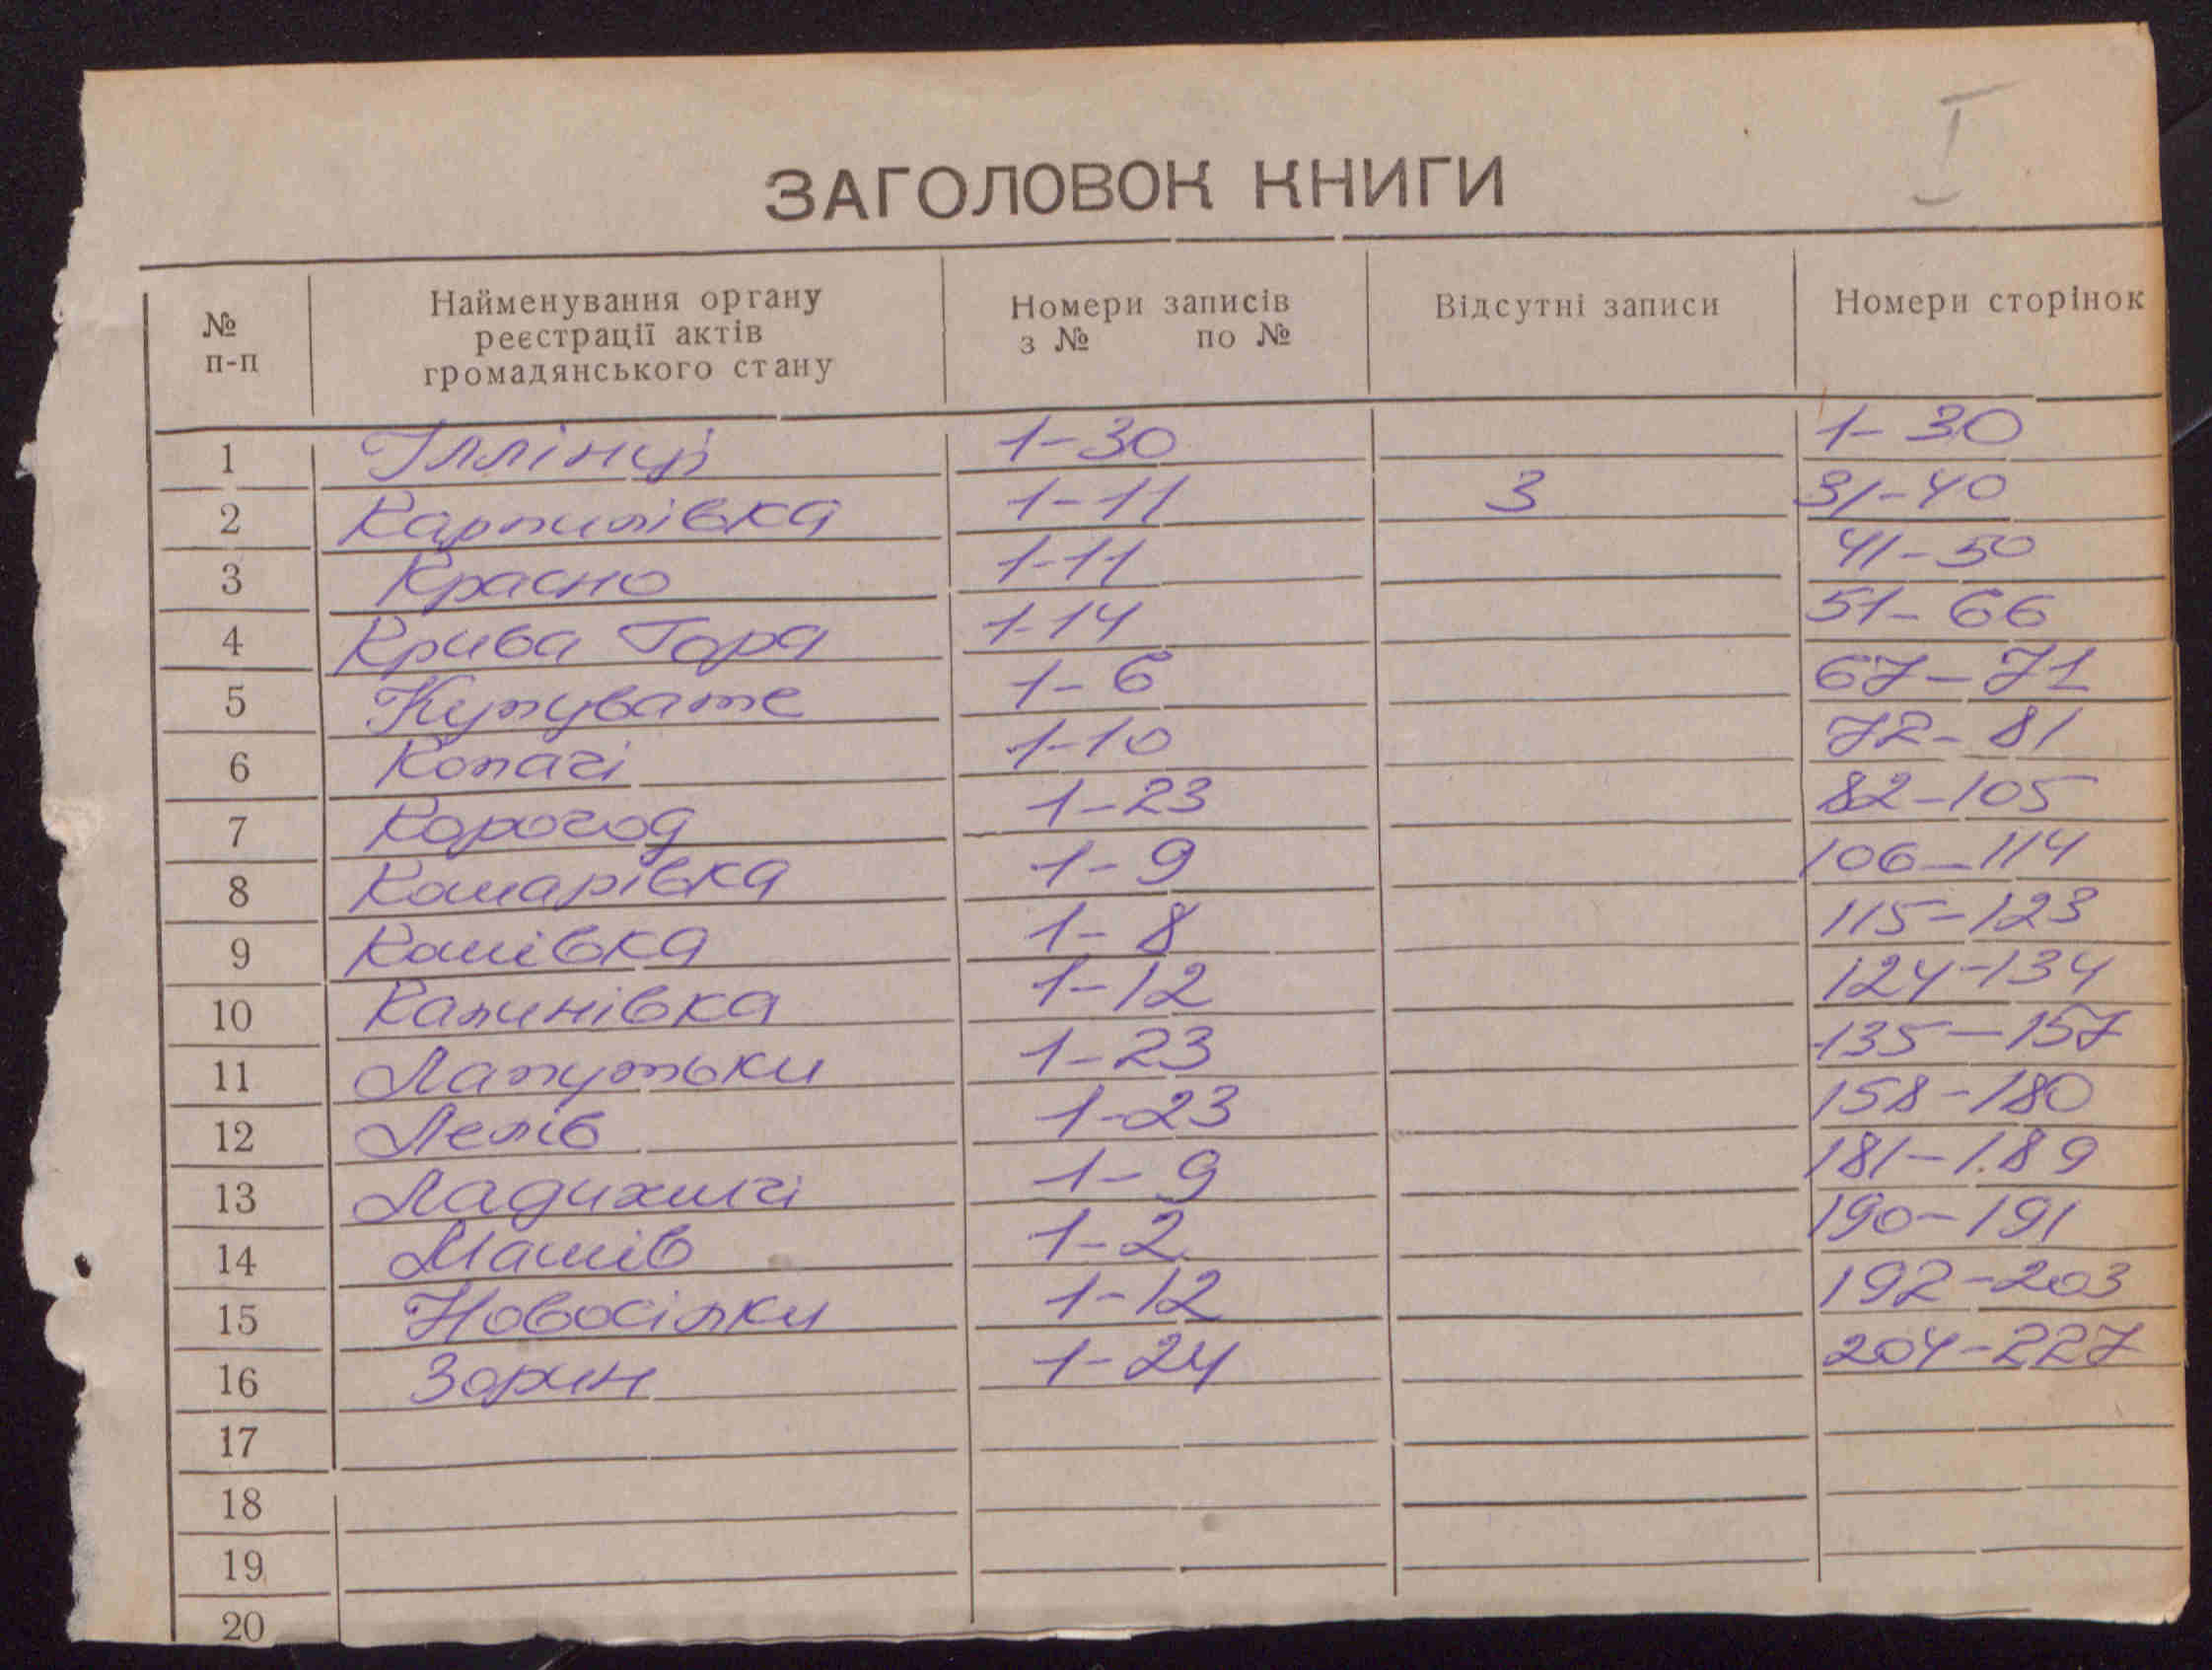 I
ЗАГОЛОВОК КНИГИ
№ п-п Найменування органу реєстрації актів громадянського стану Номери записів з № по № Відсутні записи Номери сторінок
1 Іллінці 1-30 1-30
2 Карпилівка 1-11 3 31-40
3 Красно 1-11 41-50
4 Крива Гора 1-14 51-66
5 Купувате 1-6 67-71
6 Копачі 1-10 72-81
7 Корогод 1-23 82-105
8 Комарівка 1-9 106-114
9 Кошівка 1-8 115-123
10 Калинівка 1-12 124-134
11 Лапутьки 1-23 135-157
12 Лелів 1-23 158-180
13 Ладижичі 1-9 181-189
14 Машів 1-2 190-191
15 Новосілки 1-12 192-203
16 Зорин 1-24 204-227
17
18
19
20